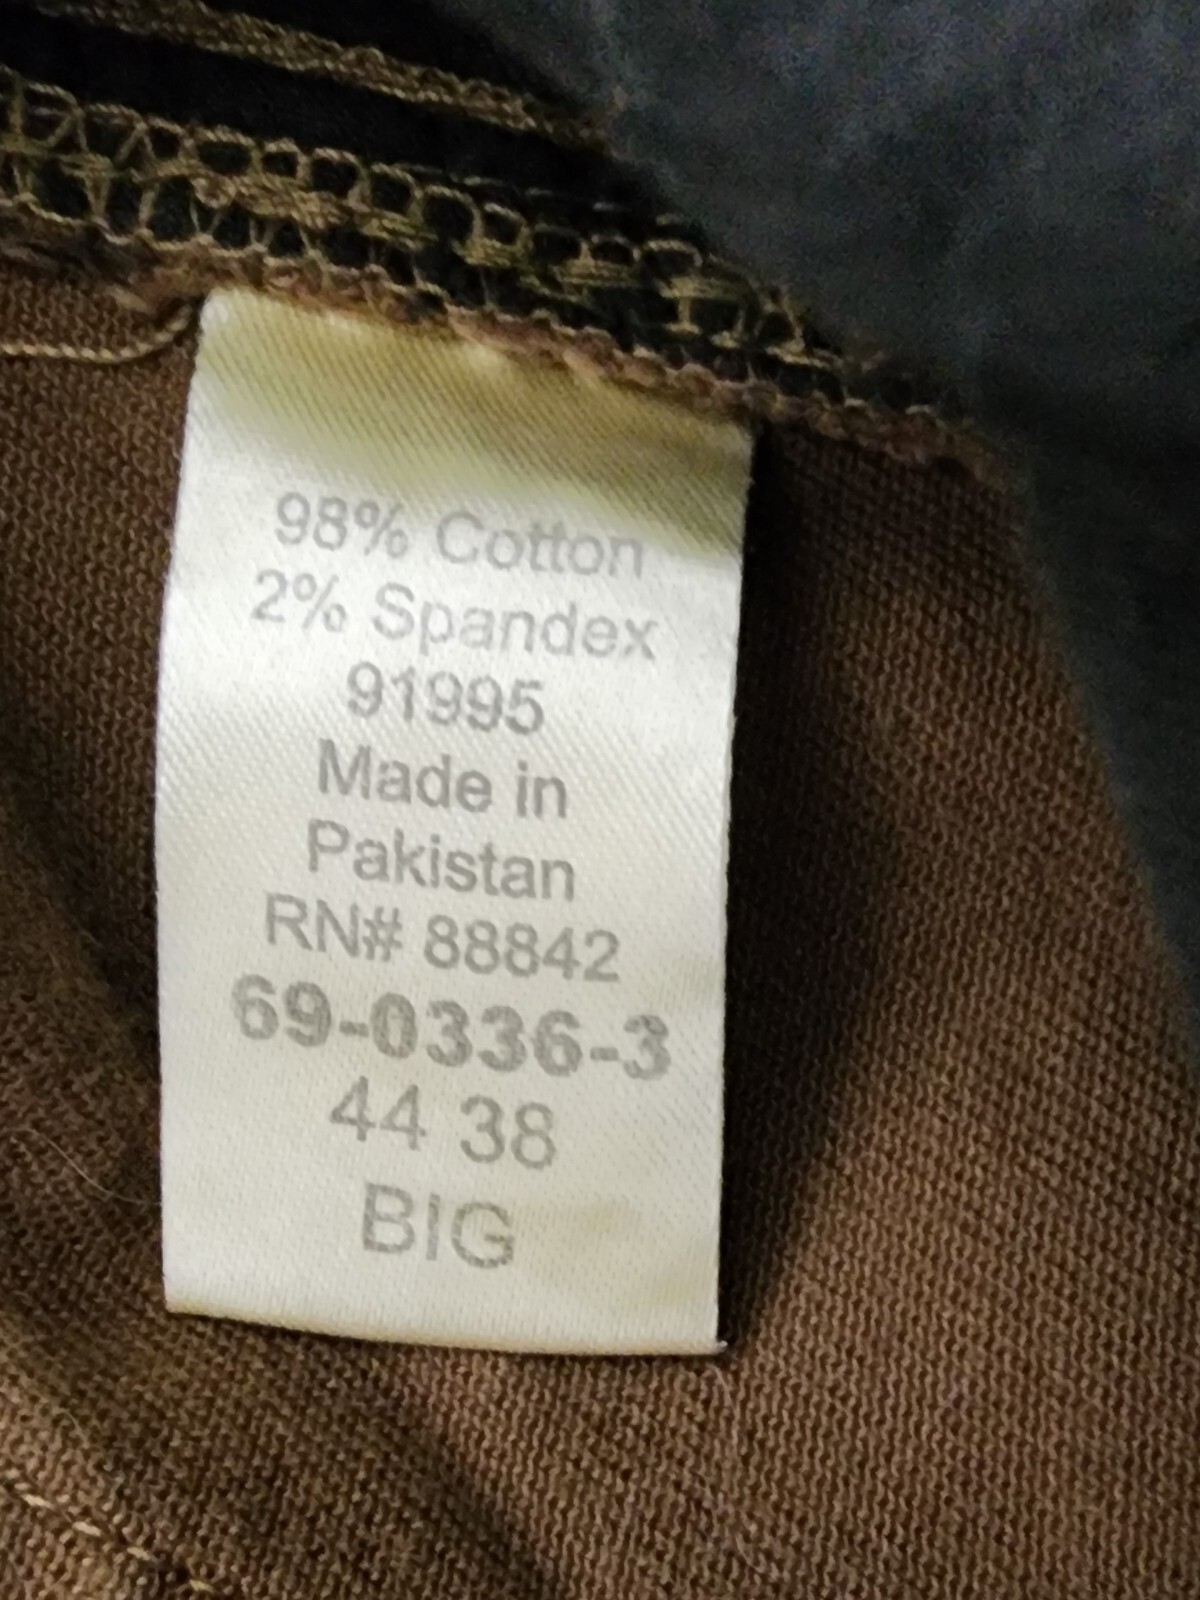 98% Cotton
2% Spandex
91995
Made in
Pakistan
RN# 88842
69-0336-3
44 38
BIG